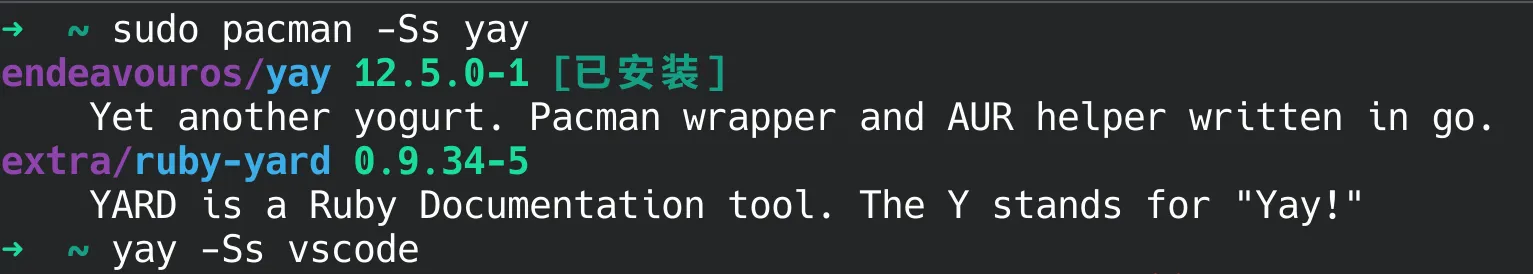 → ~ sudo pacman -Ss yay
endeavouros/yay 12.5.0-1 [已安装]
    Yet another yogurt. Pacman wrapper and AUR helper written in go.
extra/ruby-yard 0.9.34-5
    YARD is a Ruby Documentation tool. The Y stands for "Yay!"
→ ~ yay -Ss vscode